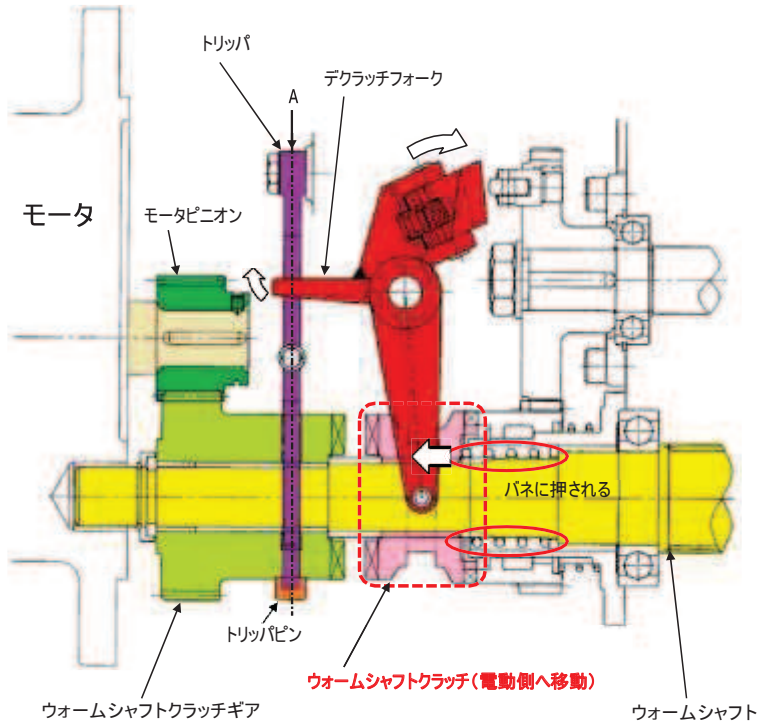 トリッパ
A
デクラッチフォーク
モータ
モータピニオン
バネに押される
トリッパピン
ウォームシャフトクラッチ(電動側へ移動)
ウォームシャフトクラッチギア
ウォームシャフト